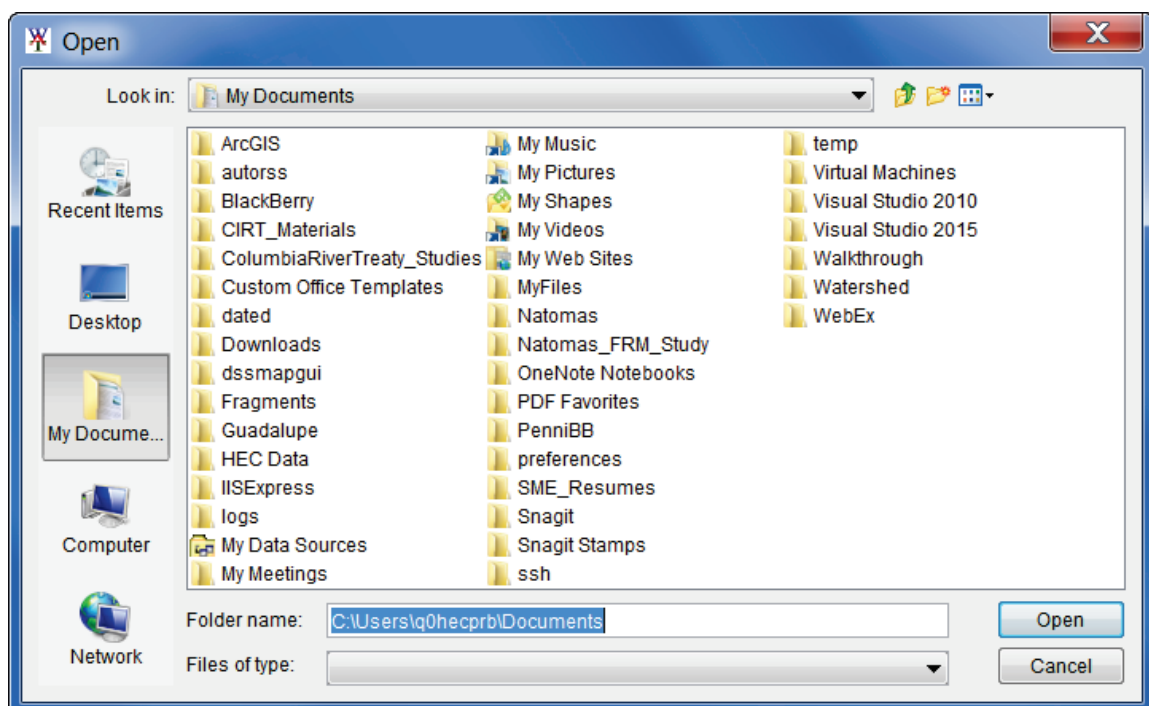 Open
Look in: My Documents
Recent Items
Desktop
My Docume...
Computer
Network
ArcGIS
autorss
BlackBerry
CIRT_Materials
ColumbiaRiverTreaty_Studies
Custom Office Templates
dated
Downloads
dssmapgui
Fragments
Guadalupe
HEC Data
IISExpress
logs
My Data Sources
My Meetings
My Music
My Pictures
My Shapes
My Videos
My Web Sites
MyFiles
Natomas
Natomas_FRM_Study
OneNote Notebooks
PDF Favorites
PenniBB
preferences
SME_Resumes
Snagit
Snagit Stamps
ssh
temp
Virtual Machines
Visual Studio 2010
Visual Studio 2015
Walkthrough
Watershed
WebEx
Folder name: C:\Users\q0hecprb\Documents Open
Files of type: Cancel